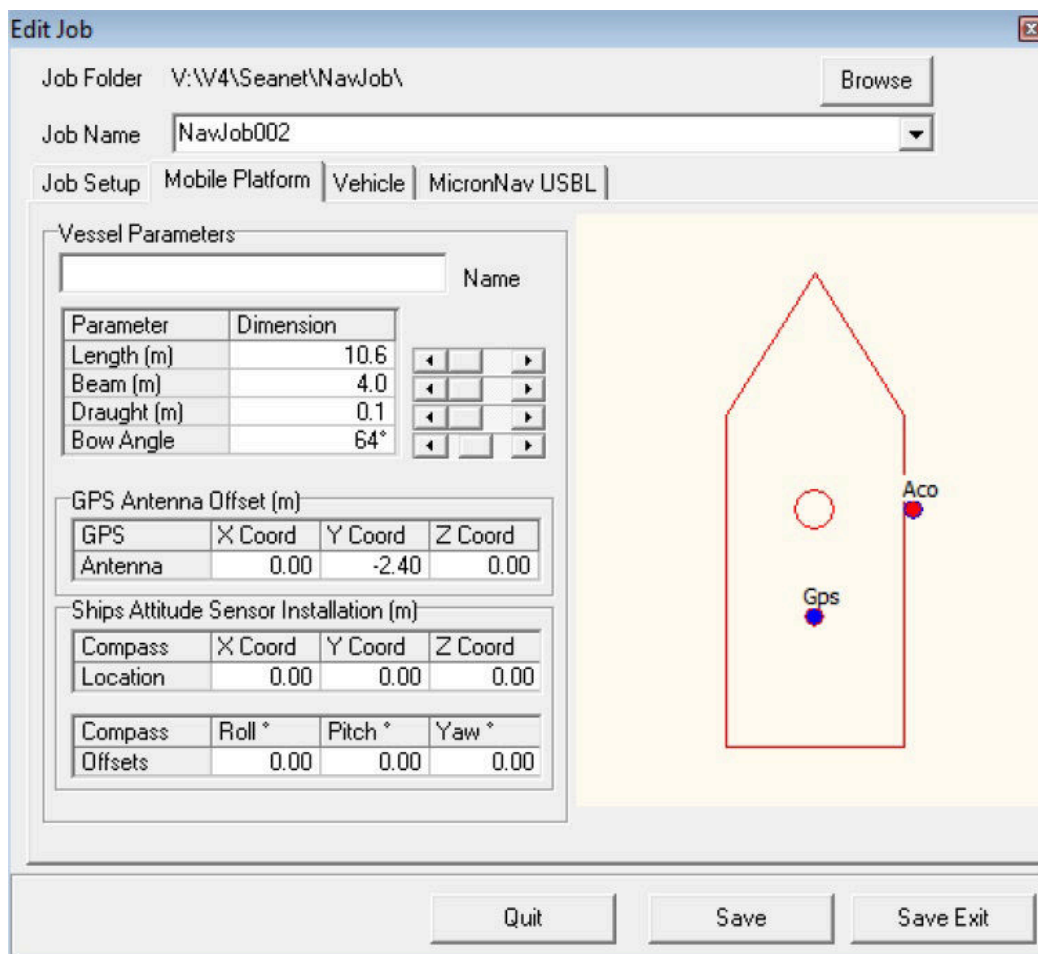 Edit Job
Job Folder V:\V4\Seanet\NavJob\ Browse
Job Name NavJob002
Job Setup Mobile Platform Vehicle MicronNav USBL
Vessel Parameters
Name
Parameter Dimension
Length (m) 10.6
Beam (m) 4.0
Draught (m) 0.1
Bow Angle 64°
GPS Antenna Offset (m)
GPS X Coord Y Coord Z Coord
Antenna 0.00 -2.40 0.00
Ships Attitude Sensor Installation (m)
Compass X Coord Y Coord Z Coord
Location 0.00 0.00 0.00
Compass Roll ° Pitch ° Yaw °
Offsets 0.00 0.00 0.00
Aco
Gps
Quit Save Save Exit